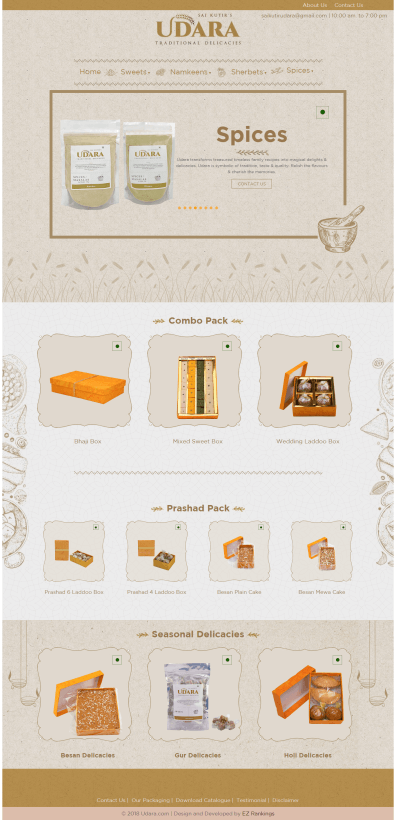 About Us Contact Us
saikutirudara@gmail.com | 10:00 am to 7:00 pm
SAI KUTIR'S
UDARA
TRADITIONAL DELICACIES
Home Sweets Namkeens Sherbets Spices
UDARA
UDARA
Spices
Udara transforms treasured timeless family recipes into magical delights &
delicacies. Udara is symbolic of tradition, taste & quality. Relish the flavours
& cherish the memories.
CONTACT US
Combo Pack
Bhaji Box Mixed Sweet Box Wedding Laddoo Box
Prashad Pack
Prashad 6 Laddoo Box Prashad 4 Laddoo Box Besan Plain Cake Besan Mewa Cake
Seasonal Delicacies
UDARA
Besan Delicacies Gur Delicacies Holi Delicacies
Contact Us | Our Packaging | Download Catalogue | Testimonial | Disclaimer
© 2018 Udara.com | Design and Developed by EZ Rankings